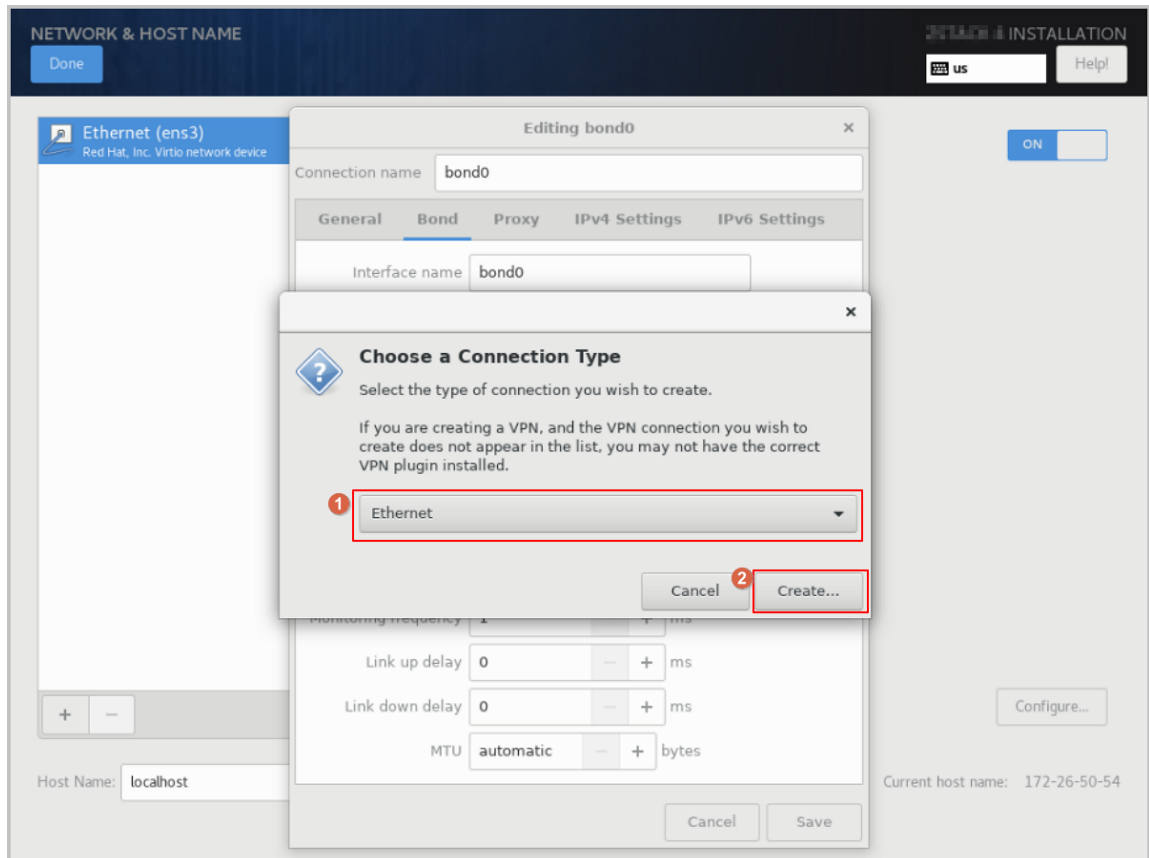 NETWORK & HOST NAME
INSTALLATION
Done
us
Help!
Ethernet (ens3)
Red Hat, Inc. Virtio network device
Editing bond0
ON
Connection name bond0
General Bond Proxy IPv4 Settings IPv6 Settings
Interface name bond0
Choose a Connection Type
Select the type of connection you wish to create.
If you are creating a VPN, and the VPN connection you wish to
create does not appear in the list, you may not have the correct
VPN plugin installed.
1
Ethernet
2
Cancel Create...
Monitoring frequency 1 ms
Link up delay 0 ms
Link down delay 0 ms
Configure...
MTU automatic bytes
Host Name: localhost
Current host name: 172-26-50-54
Cancel Save